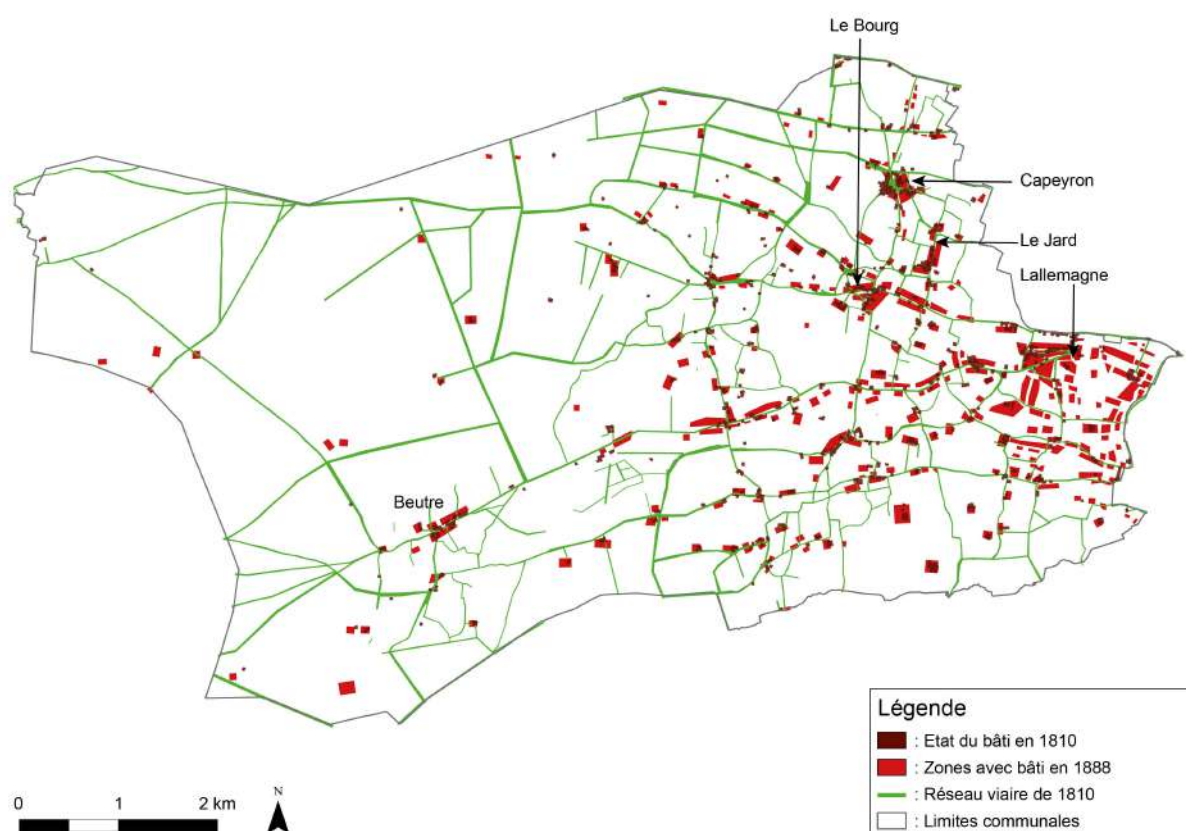 Le Bourg
Capeyron
Le Jard
Lallemagne
Beutre
Légende
: Etat du bâti en 1810
: Zones avec bâti en 1888
: Réseau viaire de 1810
: Limites communales
0 1 2 km
N